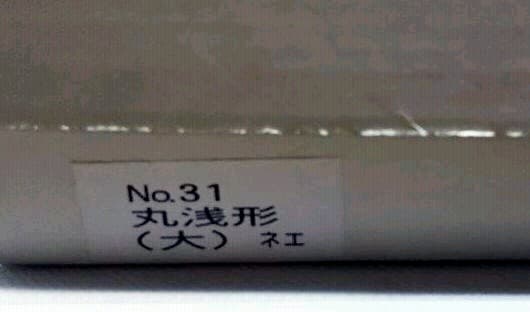 No.31
丸浅形
(大) ネエ